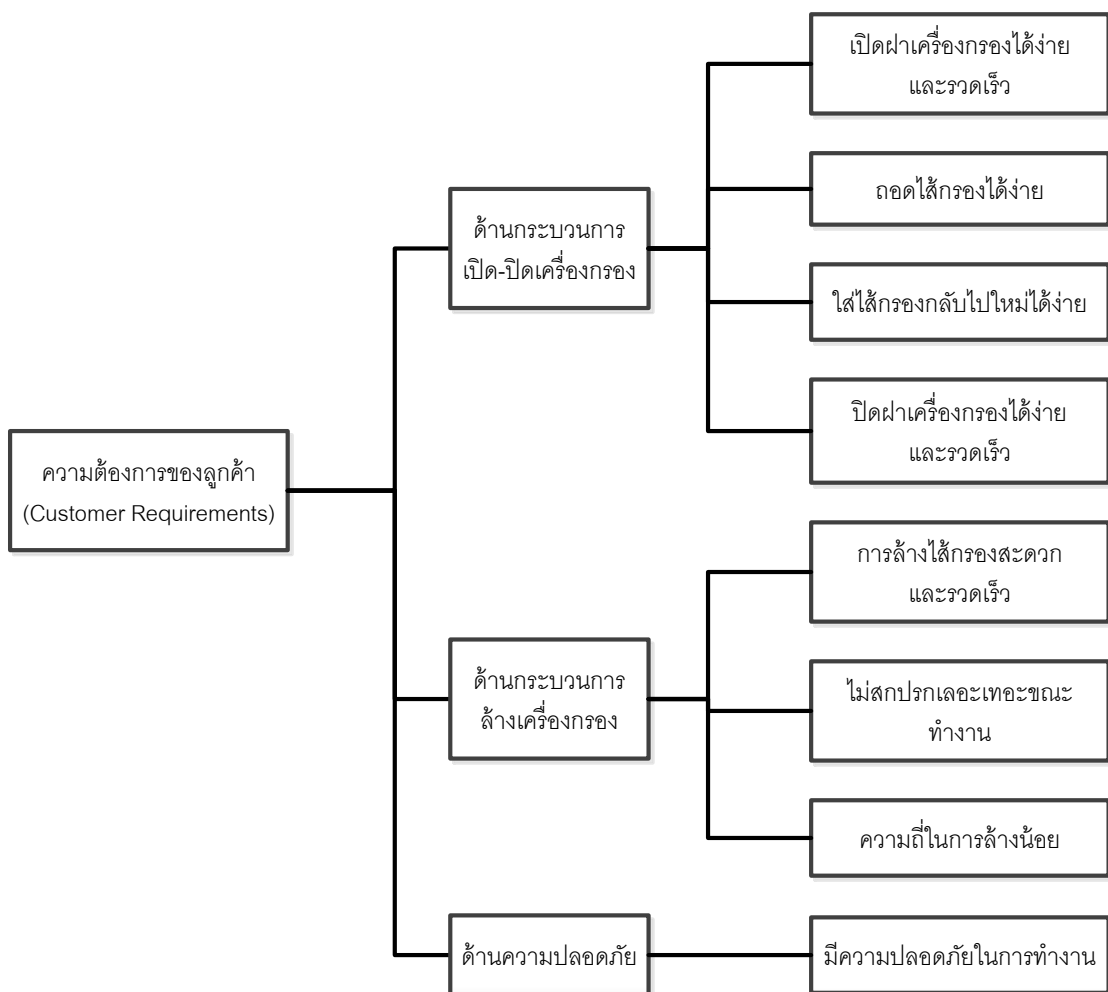 ความต้องการของลูกค้า
(Customer Requirements)
ด้านกระบวนการ
เปิด-ปิดเครื่องกรอง
เปิดฝาเครื่องกรองได้ง่าย
และรวดเร็ว
ถอดไส้กรองได้ง่าย
ใส่ไส้กรองกลับไปใหม่ได้ง่าย
ปิดฝาเครื่องกรองได้ง่าย
และรวดเร็ว
ด้านกระบวนการ
ล้างเครื่องกรอง
การล้างไส้กรองสะดวก
และรวดเร็ว
ไม่สกปรกเลอะเทอะขณะ
ทำงาน
ความถี่ในการล้างน้อย
ด้านความปลอดภัย
มีความปลอดภัยในการทำงาน